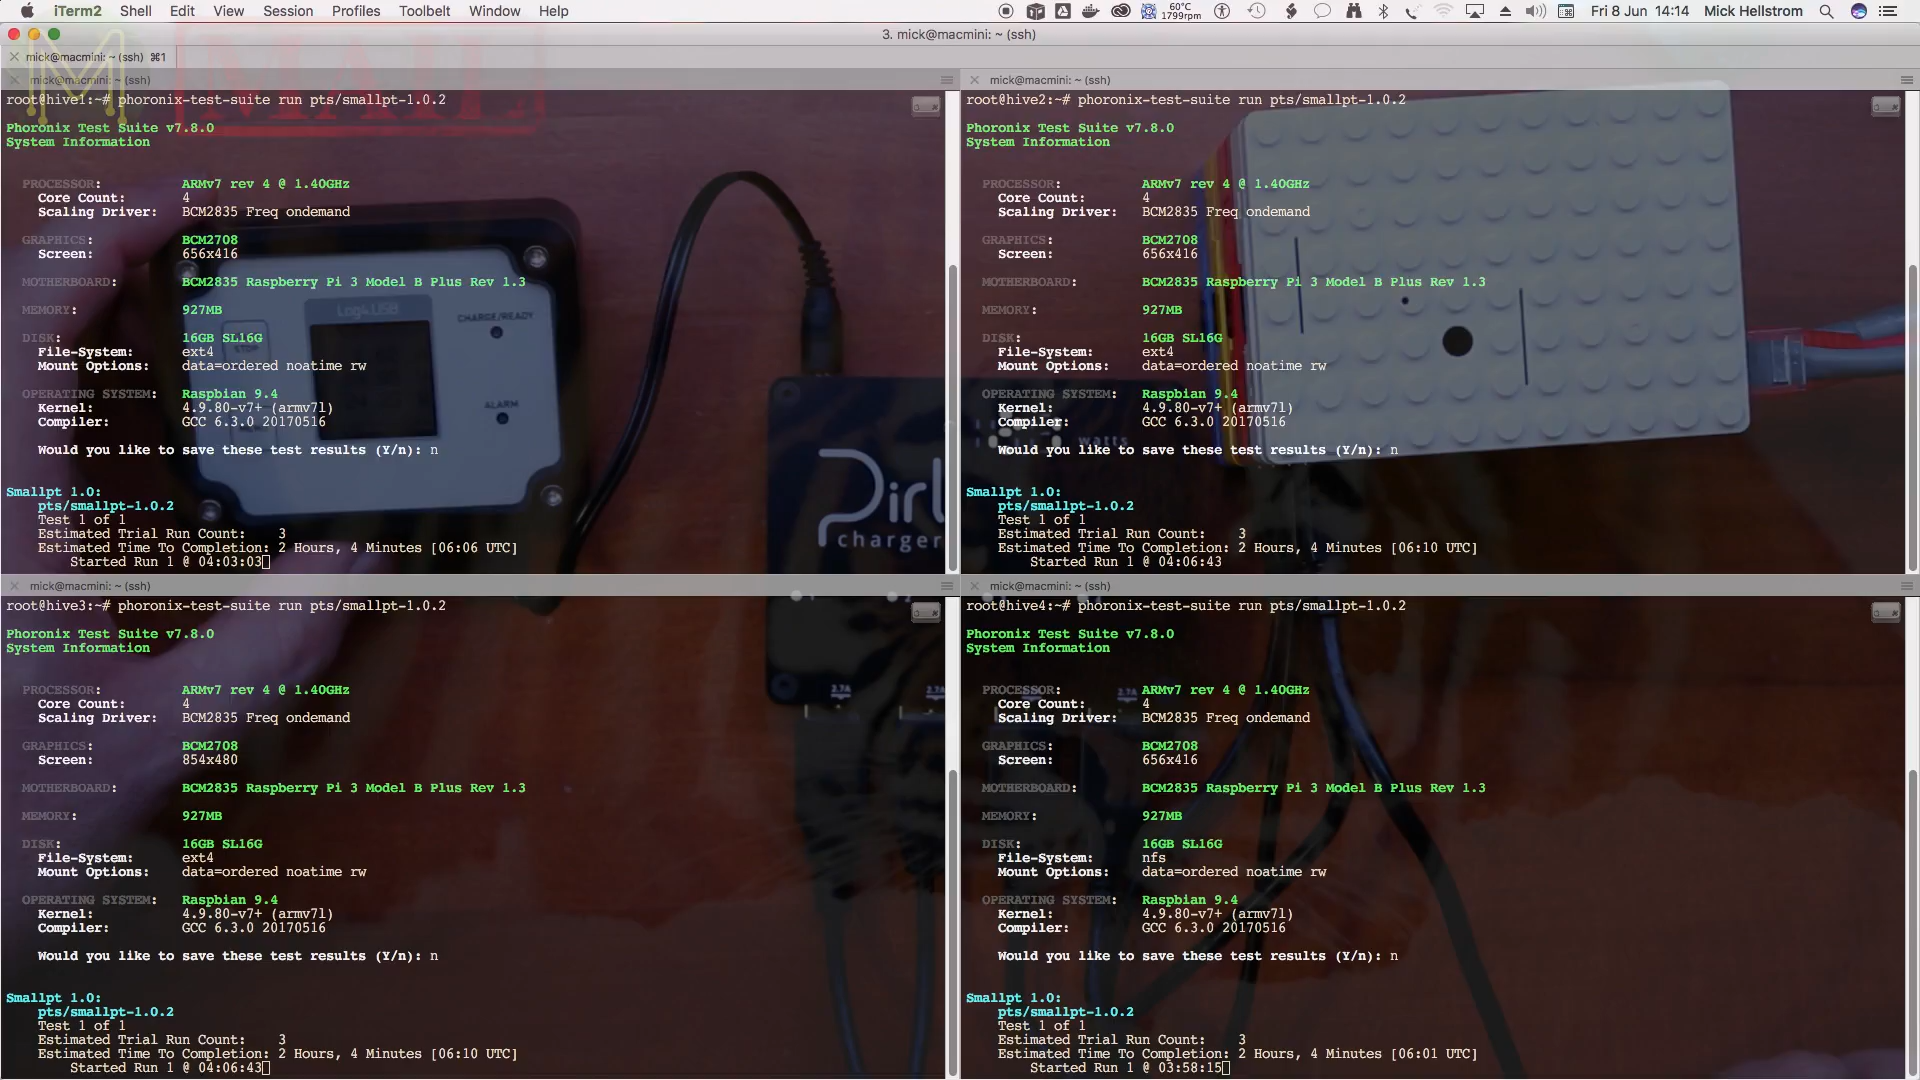 iTerm2 Shell Edit View Session Profiles Toolbelt Window Help 60°C 1799rpm Fri 8 Jun 14:14 Mick Hellstrom
3. mick@macmini: ~ (ssh)
mick@macmini: ~ (ssh) ⌘1
mick@macmini: ~ (ssh)
root@hive1:~# phoronix-test-suite run pts/smallpt-1.0.2
Phoronix Test Suite v7.8.0
System Information
PROCESSOR: ARMv7 rev 4 @ 1.40GHz
Core Count: 4
Scaling Driver: BCM2835 Freq ondemand
GRAPHICS: BCM2708
Screen: 656x416
MOTHERBOARD: BCM2835 Raspberry Pi 3 Model B Plus Rev 1.3
MEMORY: 927MB
DISK: 16GB SL16G
File-System: ext4
Mount Options: data=ordered noatime rw
OPERATING SYSTEM: Raspbian 9.4
Kernel: 4.9.80-v7+ (armv7l)
Compiler: GCC 6.3.0 20170516
Would you like to save these test results (Y/n): n
Smallpt 1.0:
pts/smallpt-1.0.2
Test 1 of 1
Estimated Trial Run Count: 3
Estimated Time To Completion: 2 Hours, 4 Minutes [06:06 UTC]
Started Run 1 @ 04:03:03
mick@macmini: ~ (ssh)
root@hive2:~# phoronix-test-suite run pts/smallpt-1.0.2
Phoronix Test Suite v7.8.0
System Information
PROCESSOR: ARMv7 rev 4 @ 1.40GHz
Core Count: 4
Scaling Driver: BCM2835 Freq ondemand
GRAPHICS: BCM2708
Screen: 656x416
MOTHERBOARD: BCM2835 Raspberry Pi 3 Model B Plus Rev 1.3
MEMORY: 927MB
DISK: 16GB SL16G
File-System: ext4
Mount Options: data=ordered noatime rw
OPERATING SYSTEM: Raspbian 9.4
Kernel: 4.9.80-v7+ (armv7l)
Compiler: GCC 6.3.0 20170516
Would you like to save these test results (Y/n): n
Smallpt 1.0:
pts/smallpt-1.0.2
Test 1 of 1
Estimated Trial Run Count: 3
Estimated Time To Completion: 2 Hours, 4 Minutes [06:10 UTC]
Started Run 1 @ 04:06:43
mick@macmini: ~ (ssh)
root@hive3:~# phoronix-test-suite run pts/smallpt-1.0.2
Phoronix Test Suite v7.8.0
System Information
PROCESSOR: ARMv7 rev 4 @ 1.40GHz
Core Count: 4
Scaling Driver: BCM2835 Freq ondemand
GRAPHICS: BCM2708
Screen: 854x480
MOTHERBOARD: BCM2835 Raspberry Pi 3 Model B Plus Rev 1.3
MEMORY: 927MB
DISK: 16GB SL16G
File-System: ext4
Mount Options: data=ordered noatime rw
OPERATING SYSTEM: Raspbian 9.4
Kernel: 4.9.80-v7+ (armv7l)
Compiler: GCC 6.3.0 20170516
Would you like to save these test results (Y/n): n
Smallpt 1.0:
pts/smallpt-1.0.2
Test 1 of 1
Estimated Trial Run Count: 3
Estimated Time To Completion: 2 Hours, 4 Minutes [06:10 UTC]
Started Run 1 @ 04:06:43
mick@macmini: ~ (ssh)
root@hive4:~# phoronix-test-suite run pts/smallpt-1.0.2
Phoronix Test Suite v7.8.0
System Information
PROCESSOR: ARMv7 rev 4 @ 1.40GHz
Core Count: 4
Scaling Driver: BCM2835 Freq ondemand
GRAPHICS: BCM2708
Screen: 656x416
MOTHERBOARD: BCM2835 Raspberry Pi 3 Model B Plus Rev 1.3
MEMORY: 927MB
DISK: 16GB SL16G
File-System: nfs
Mount Options: data=ordered noatime rw
OPERATING SYSTEM: Raspbian 9.4
Kernel: 4.9.80-v7+ (armv7l)
Compiler: GCC 6.3.0 20170516
Would you like to save these test results (Y/n): n
Smallpt 1.0:
pts/smallpt-1.0.2
Test 1 of 1
Estimated Trial Run Count: 3
Estimated Time To Completion: 2 Hours, 4 Minutes [06:01 UTC]
Started Run 1 @ 03:58:15
MAIL
Log4.USB
CHARGE/READY
ALARM
charger
watts
2.7A
2.7A
2.7A